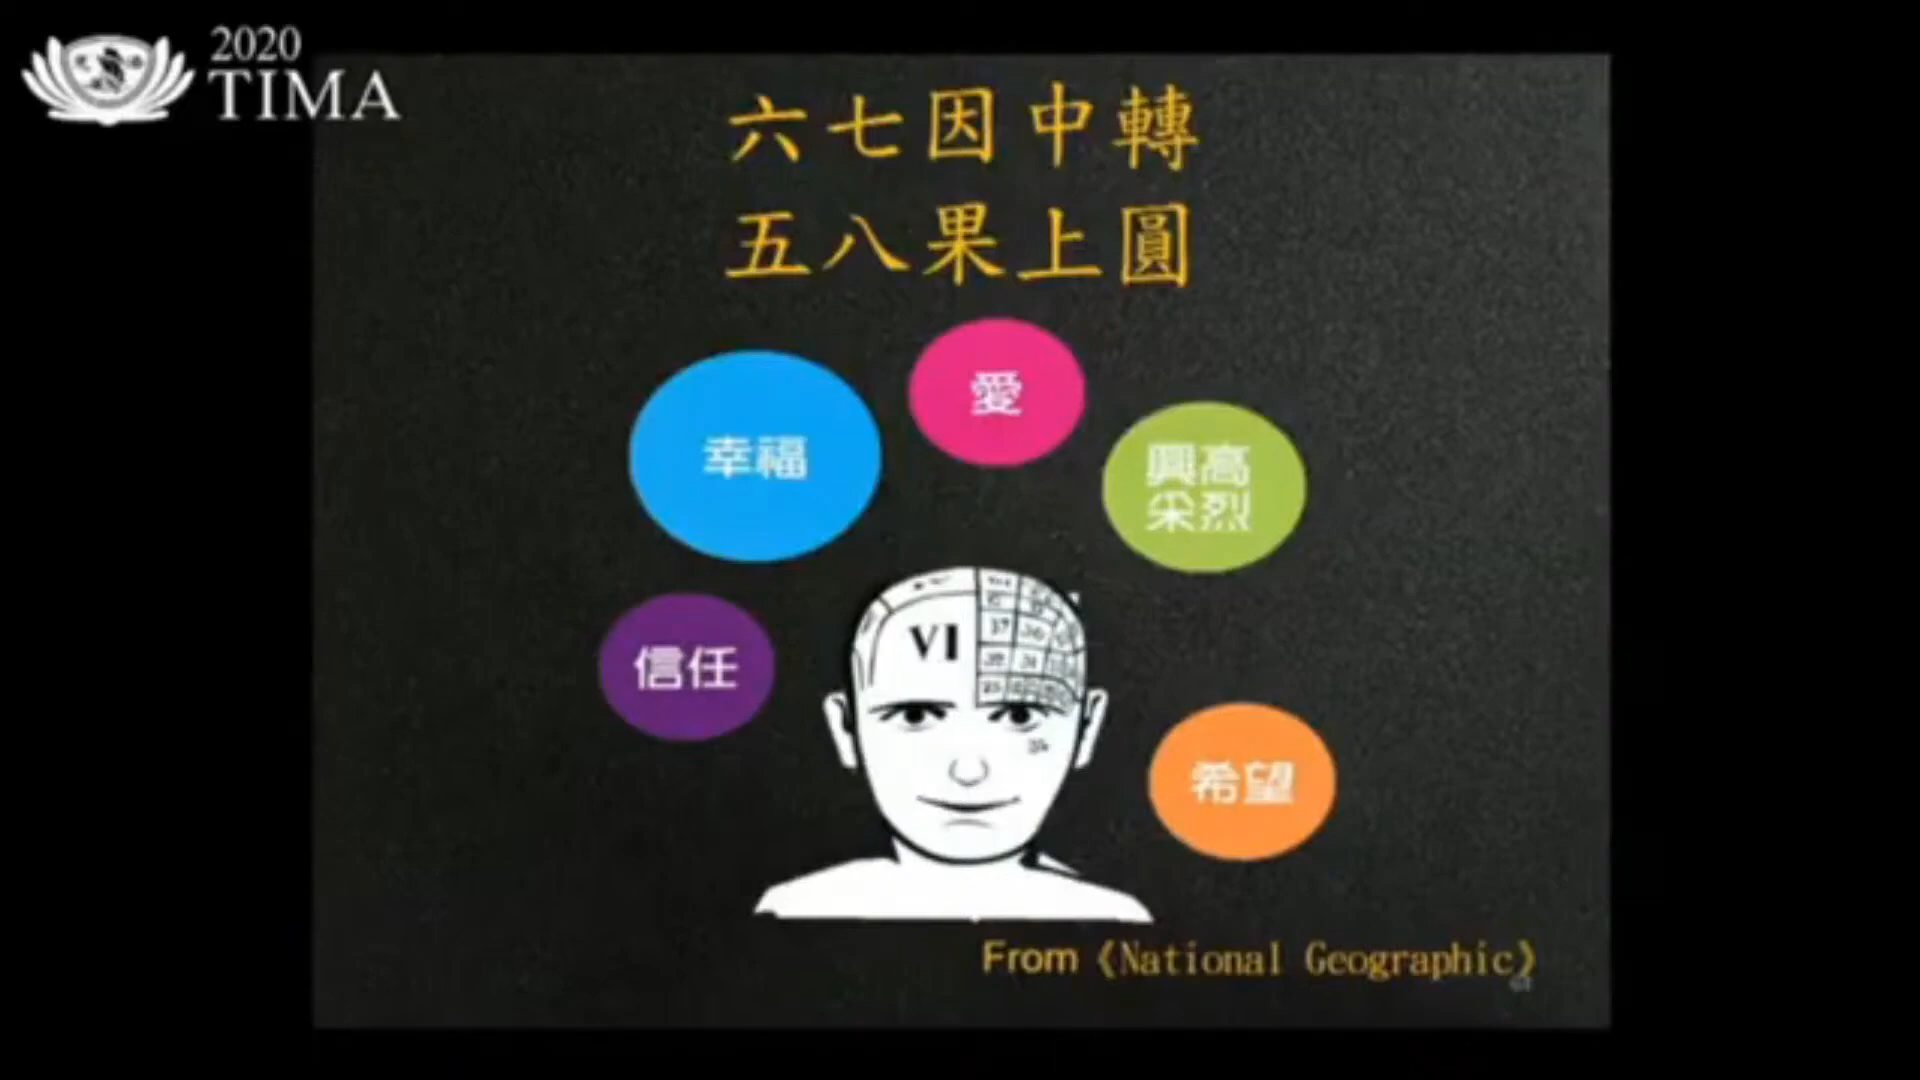 2020
TIMA
六七因中轉
五八果上圓
愛
幸福
興高
采烈
信任
VI
希望
From《National Geographic》